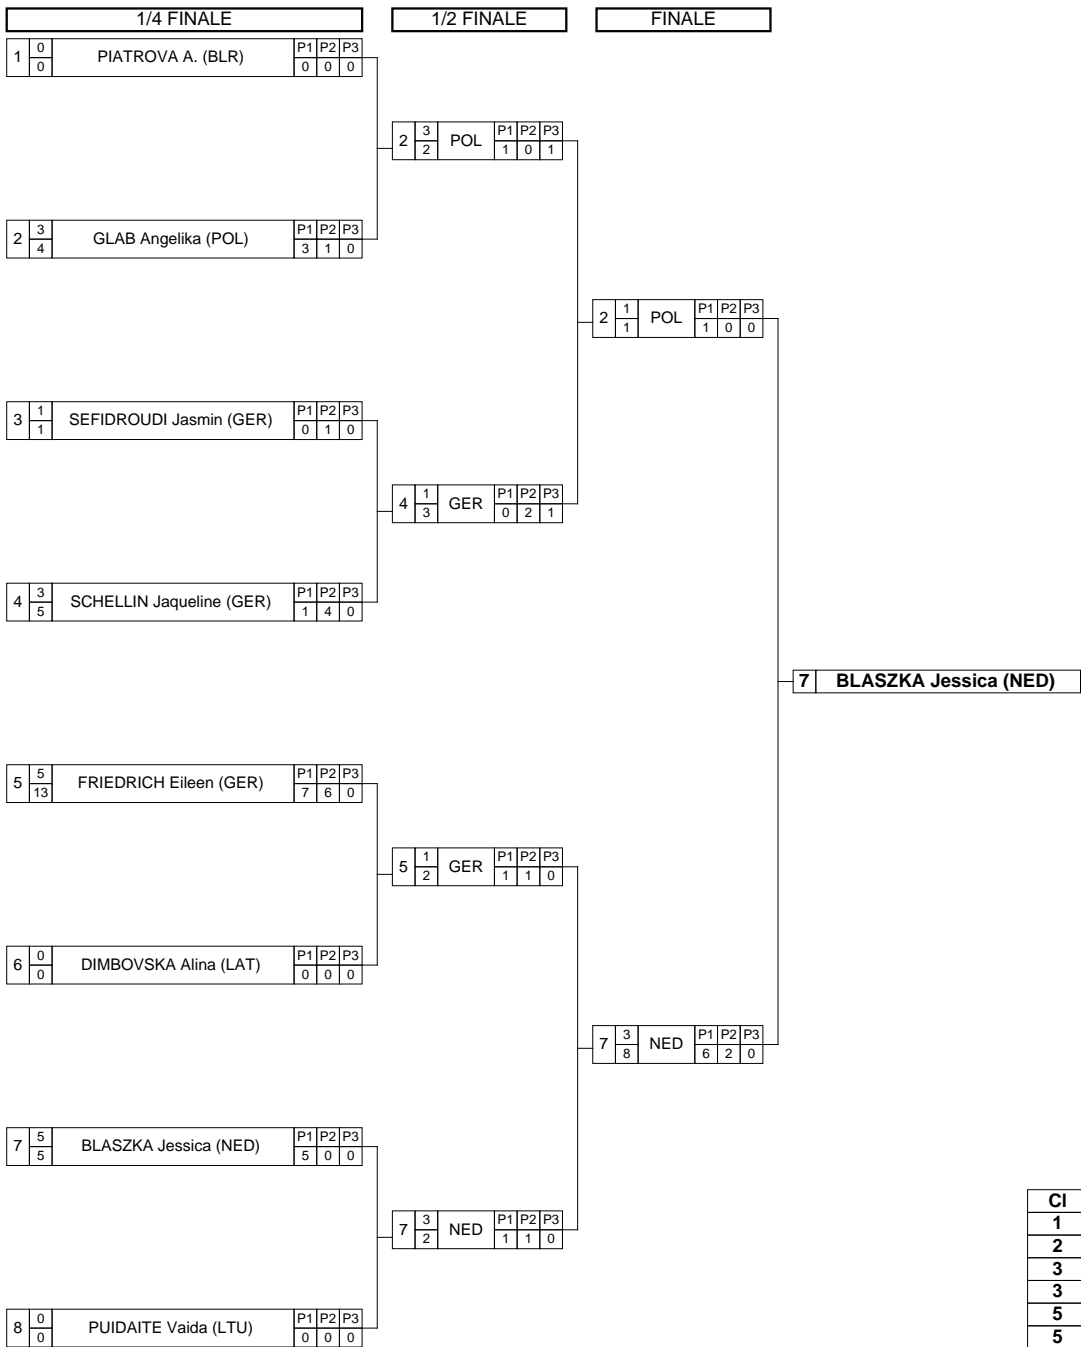 1/4 FINALE 1/2 FINALE FINALE
1 0 0 PIATROVA A. (BLR) P1 P2 P3 0 0 0
2 3 2 POL P1 P2 P3 1 0 1
2 3 4 GLAB Angelika (POL) P1 P2 P3 3 1 0
2 1 1 POL P1 P2 P3 1 0 0
3 1 1 SEFIDROUDI Jasmin (GER) P1 P2 P3 0 1 0
4 1 3 GER P1 P2 P3 0 2 1
4 3 5 SCHELLIN Jaqueline (GER) P1 P2 P3 1 4 0
7 BLASZKA Jessica (NED)
5 5 13 FRIEDRICH Eileen (GER) P1 P2 P3 7 6 0
5 1 2 GER P1 P2 P3 1 1 0
6 0 0 DIMBOVSKA Alina (LAT) P1 P2 P3 0 0 0
7 3 8 NED P1 P2 P3 6 2 0
7 5 5 BLASZKA Jessica (NED) P1 P2 P3 5 0 0
7 3 2 NED P1 P2 P3 1 1 0
8 0 0 PUIDAITE Vaida (LTU) P1 P2 P3 0 0 0
Cl
1
2
3
3
5
5